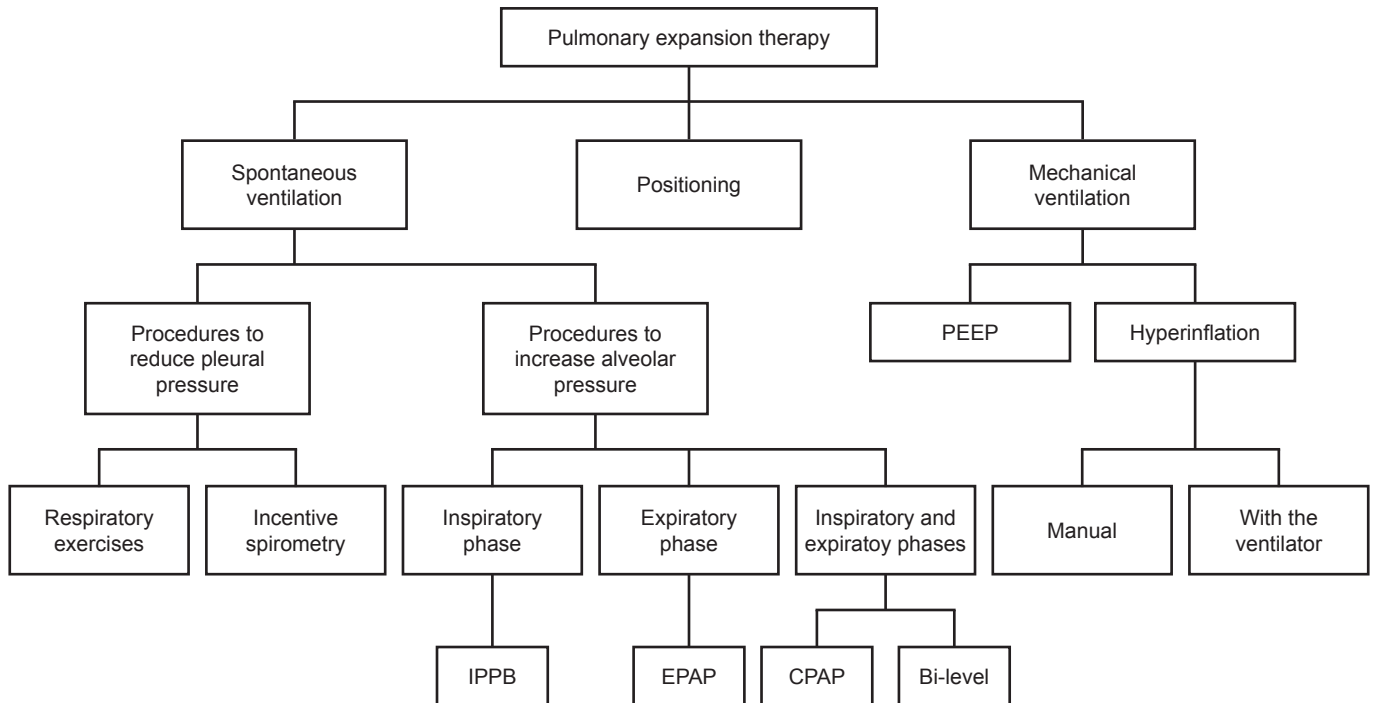 Pulmonary expansion therapy
Spontaneous
ventilation
Positioning
Mechanical
ventilation
Procedures to
reduce pleural
pressure
Procedures to
increase alveolar
pressure
PEEP
Hyperinflation
Respiratory
exercises
Incentive
spirometry
Inspiratory
phase
Expiratory
phase
Inspiratory and
expiratoy phases
Manual
With the
ventilator
IPPB
EPAP
CPAP
Bi-level